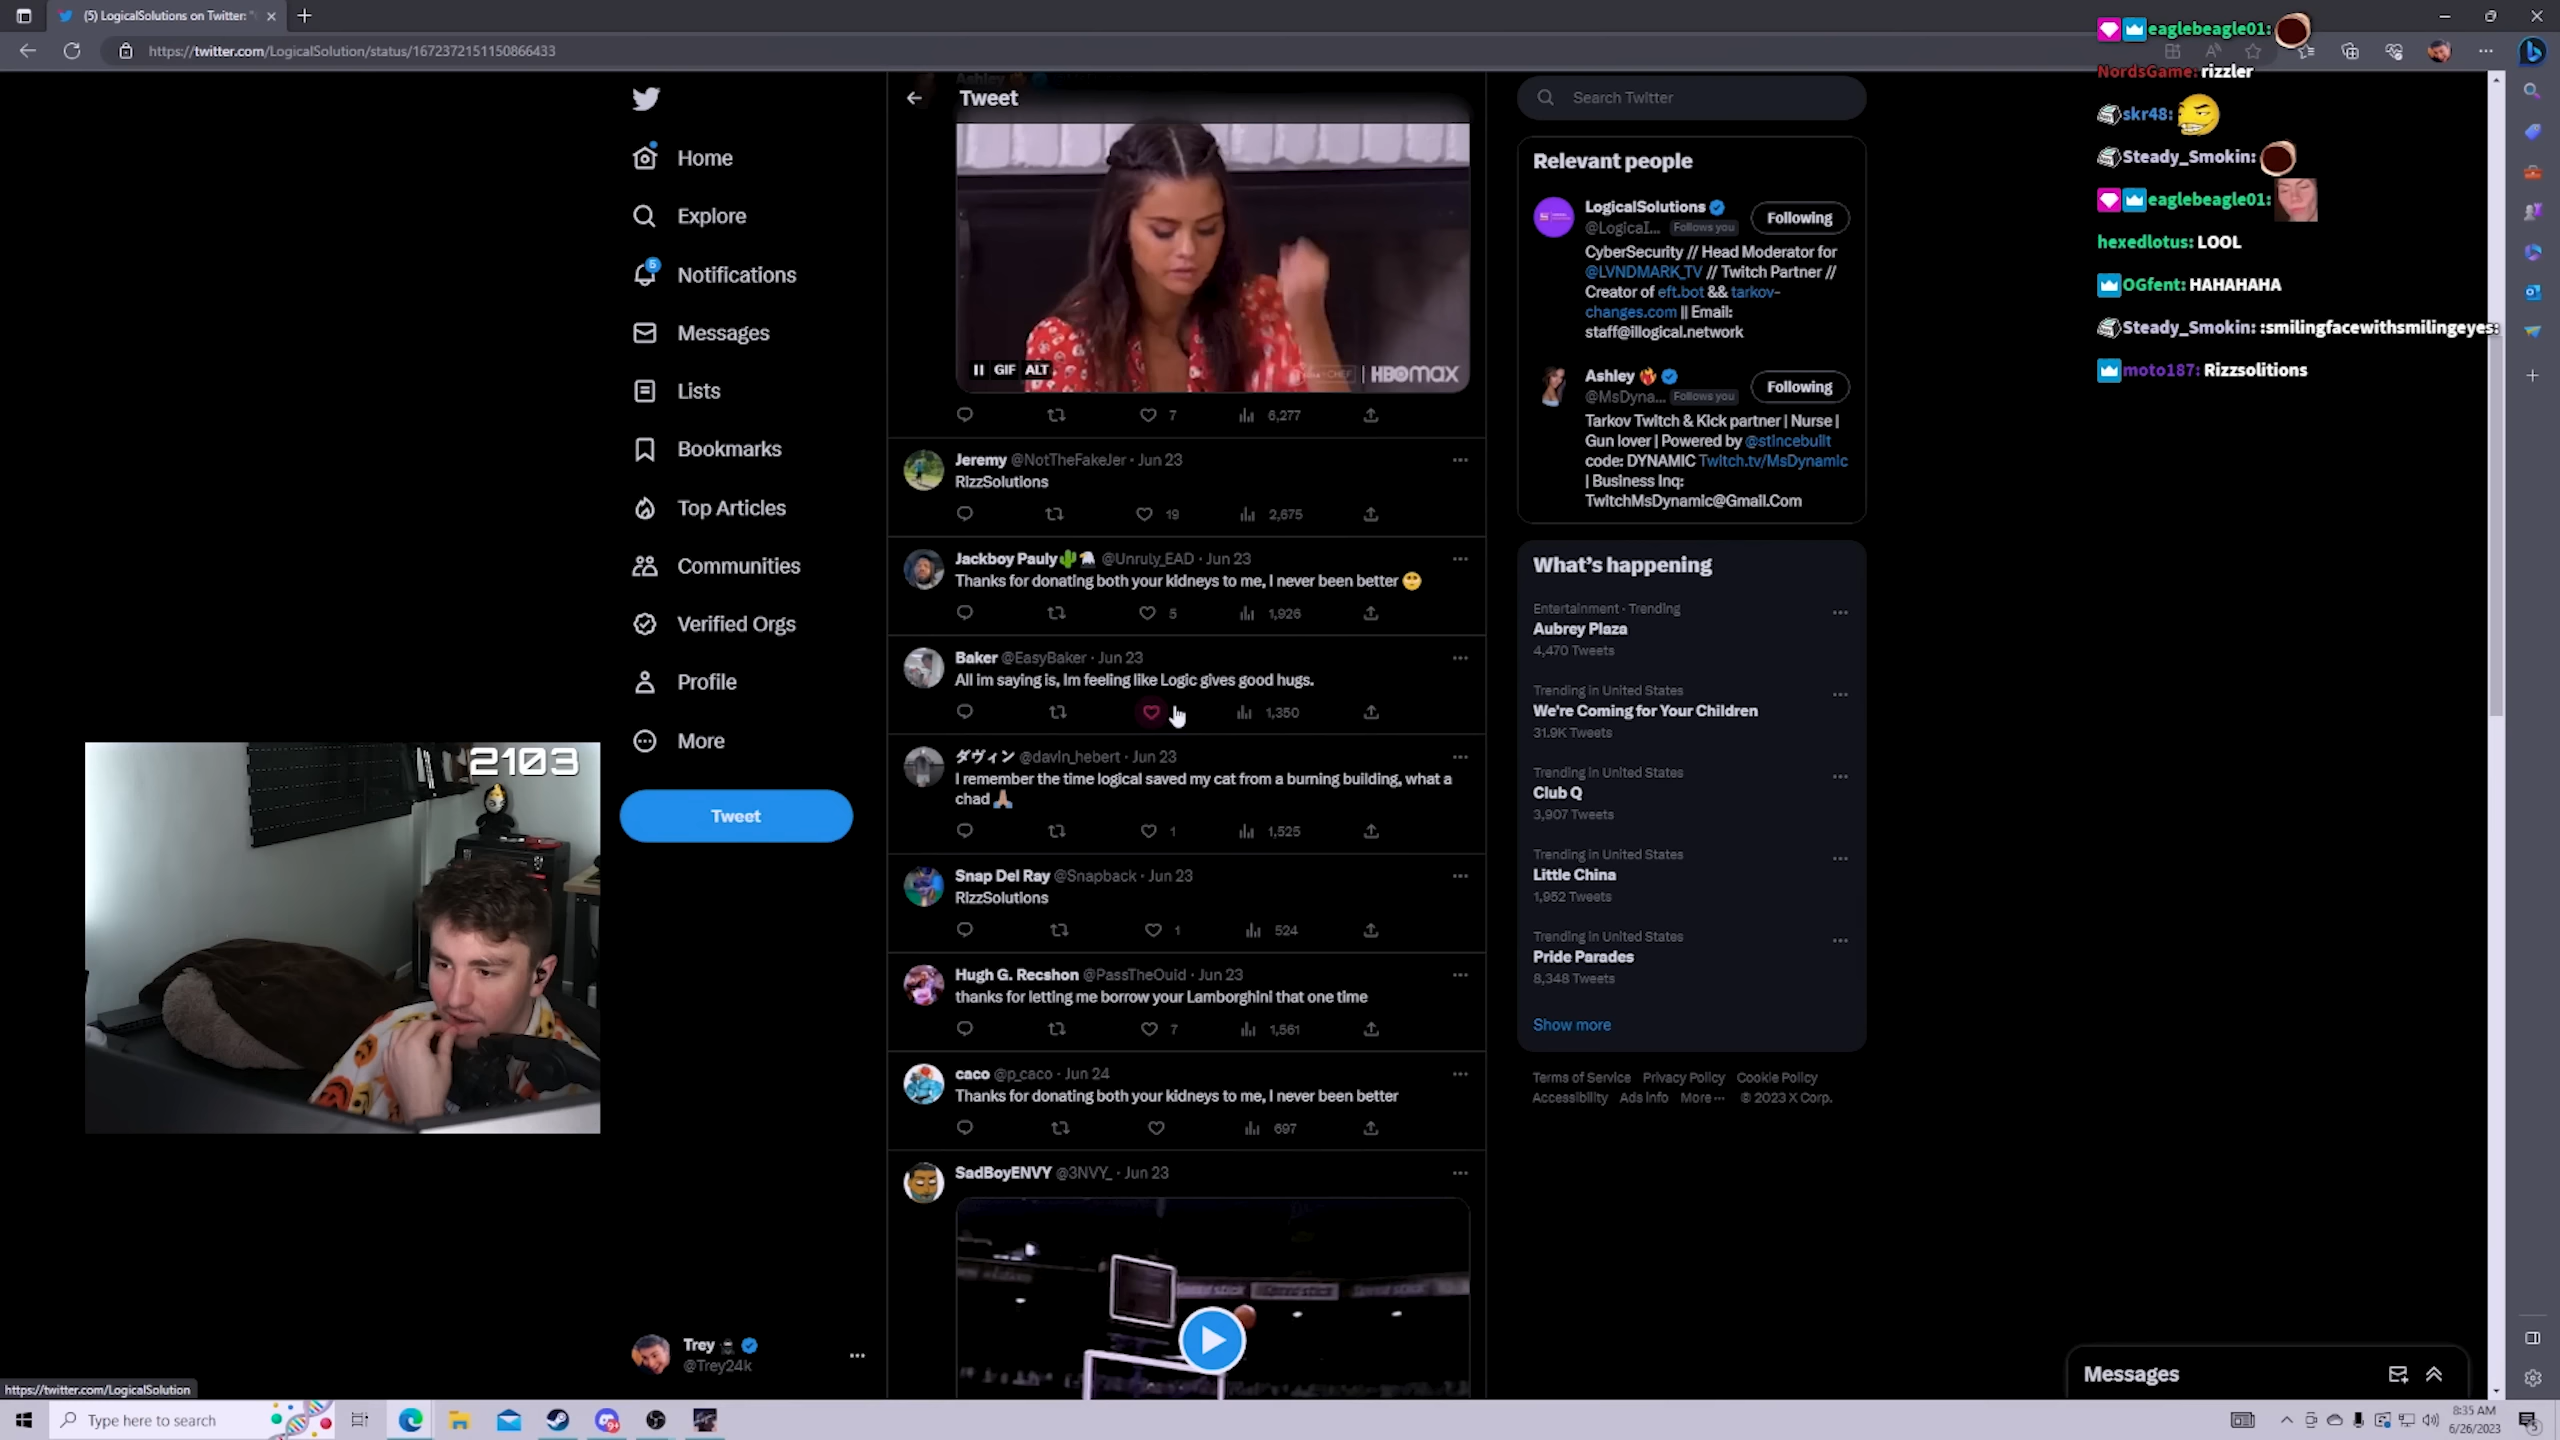 (5) LogicalSolutions on Twitter: "
https://twitter.com/LogicalSolution/status/1672372151150866433
Home
Explore
5
Notifications
Messages
Lists
Bookmarks
Top Articles
Communities
Verified Orgs
Profile
More
Tweet
2103
Trey
@Trey24k
https://twitter.com/LogicalSolution
Ashley
Tweet
GIF ALT
HBOMAX
7 6,277
Jeremy @NotTheFakeJer · Jun 23
RizzSolutions
19 2,675
Jackboy Pauly🌵 @Unruly_EAD · Jun 23
Thanks for donating both your kidneys to me, I never been better
5 1,926
Baker @EasyBaker · Jun 23
All im saying is, Im feeling like Logic gives good hugs.
1,350
ダヴィン @davin_hebert · Jun 23
I remember the time logical saved my cat from a burning building, what a
chad 🙏
1 1,525
Snap Del Ray @Snapback · Jun 23
RizzSolutions
1 524
Hugh G. Recshon @PassTheOuid · Jun 23
thanks for letting me borrow your Lamborghini that one time
7 1,561
caco @p_caco · Jun 24
Thanks for donating both your kidneys to me, I never been better
697
SadBoyENVY @3NVY_ · Jun 23
Search Twitter
Relevant people
LogicalSolutions
@Logical... Follows you
Following
CyberSecurity // Head Moderator for
@LVNDMARK_TV // Twitch Partner //
Creator of eft.bot && tarkov-
changes.com || Email:
staff@illogical.network
Ashley
@MsDyna... Follows you
Following
Tarkov Twitch & Kick partner | Nurse |
Gun lover | Powered by @stincebuilt
code: DYNAMIC Twitch.tv/MsDynamic
| Business Inq:
TwitchMsDynamic@Gmail.Com
What's happening
Entertainment · Trending
Aubrey Plaza
4,470 Tweets
Trending in United States
We're Coming for Your Children
31.9K Tweets
Trending in United States
Club Q
3,907 Tweets
Trending in United States
Little China
1,952 Tweets
Trending in United States
Pride Parades
8,348 Tweets
Show more
Terms of Service Privacy Policy Cookie Policy
Accessibility Ads info More ··· © 2023 X Corp.
eaglebeagle01:
NordsGame: rizzler
skr48:
Steady_Smokin:
eaglebeagle01:
hexedlotus: LOOL
OGfent: HAHAHAHA
Steady_Smokin: :smilingfacewithsmilingeyes:
moto187: Rizzsolitions
Messages
Type here to search
9+
8:35 AM
6/26/2023
5